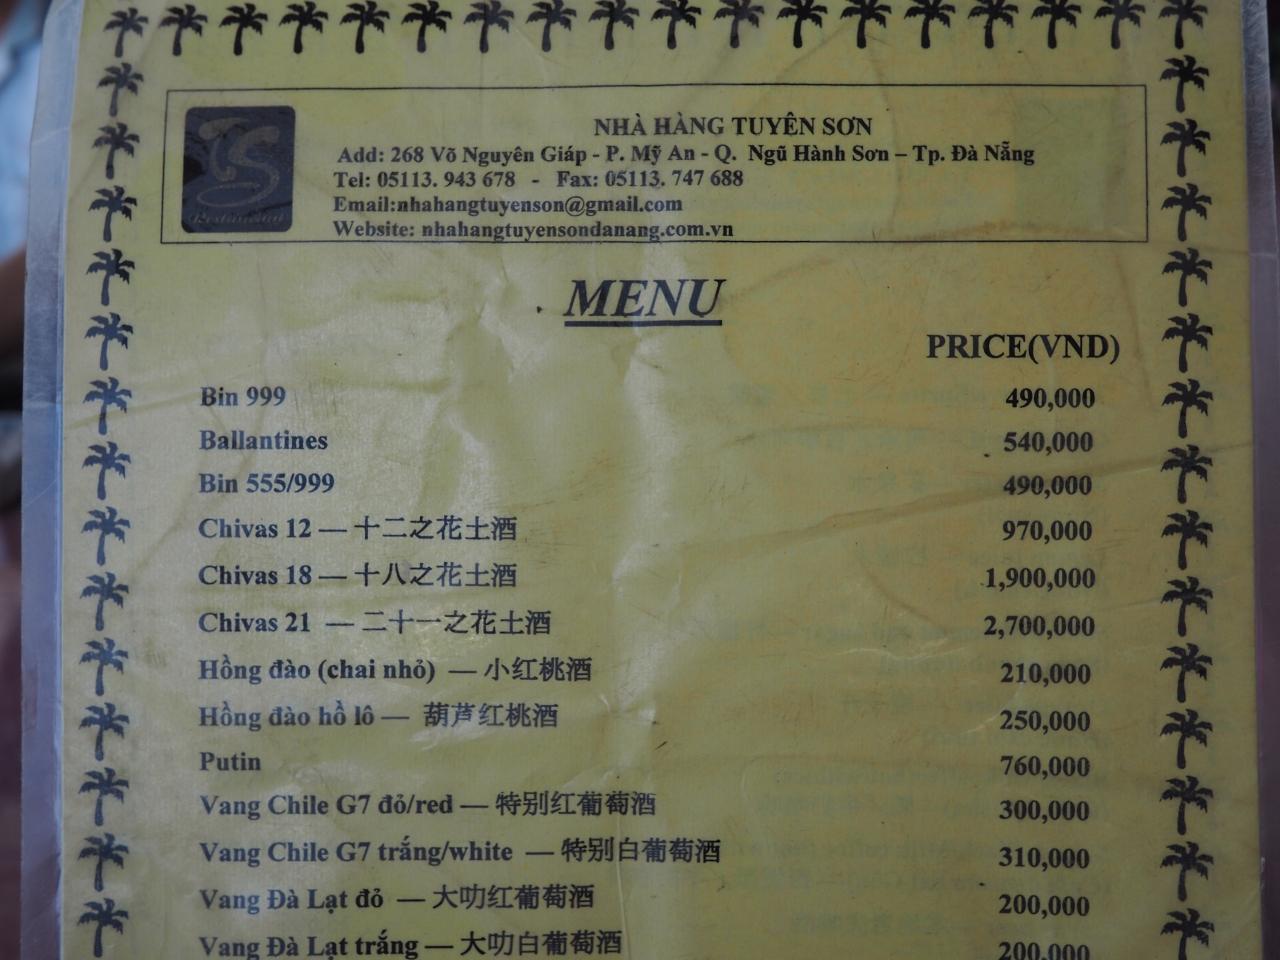 TS
Restaurant
NHÀ HÀNG TUYÊN SƠN
Add: 268 Võ Nguyên Giáp - P. Mỹ An - Q. Ngũ Hành Sơn – Tp. Đà Nẵng
Tel: 05113. 943 678 - Fax: 05113. 747 688
Email:nhahangtuyenson@gmail.com
Website: nhahangtuyensondanang.com.vn
MENU
PRICE(VND)
Bin 999 490,000
Ballantines 540,000
Bin 555/999 490,000
Chivas 12 — 十二之花土酒 970,000
Chivas 18 — 十八之花土酒 1,900,000
Chivas 21 — 二十一之花土酒 2,700,000
Hồng đào (chai nhỏ) — 小红桃酒 210,000
Hồng đào hồ lô — 葫芦红桃酒 250,000
Putin 760,000
Vang Chile G7 đỏ/red — 特别红葡萄酒 300,000
Vang Chile G7 trắng/white — 特别白葡萄酒 310,000
Vang Đà Lạt đỏ — 大叻红葡萄酒 200,000
Vang Đà Lạt trắng — 大叻白葡萄酒 200,000